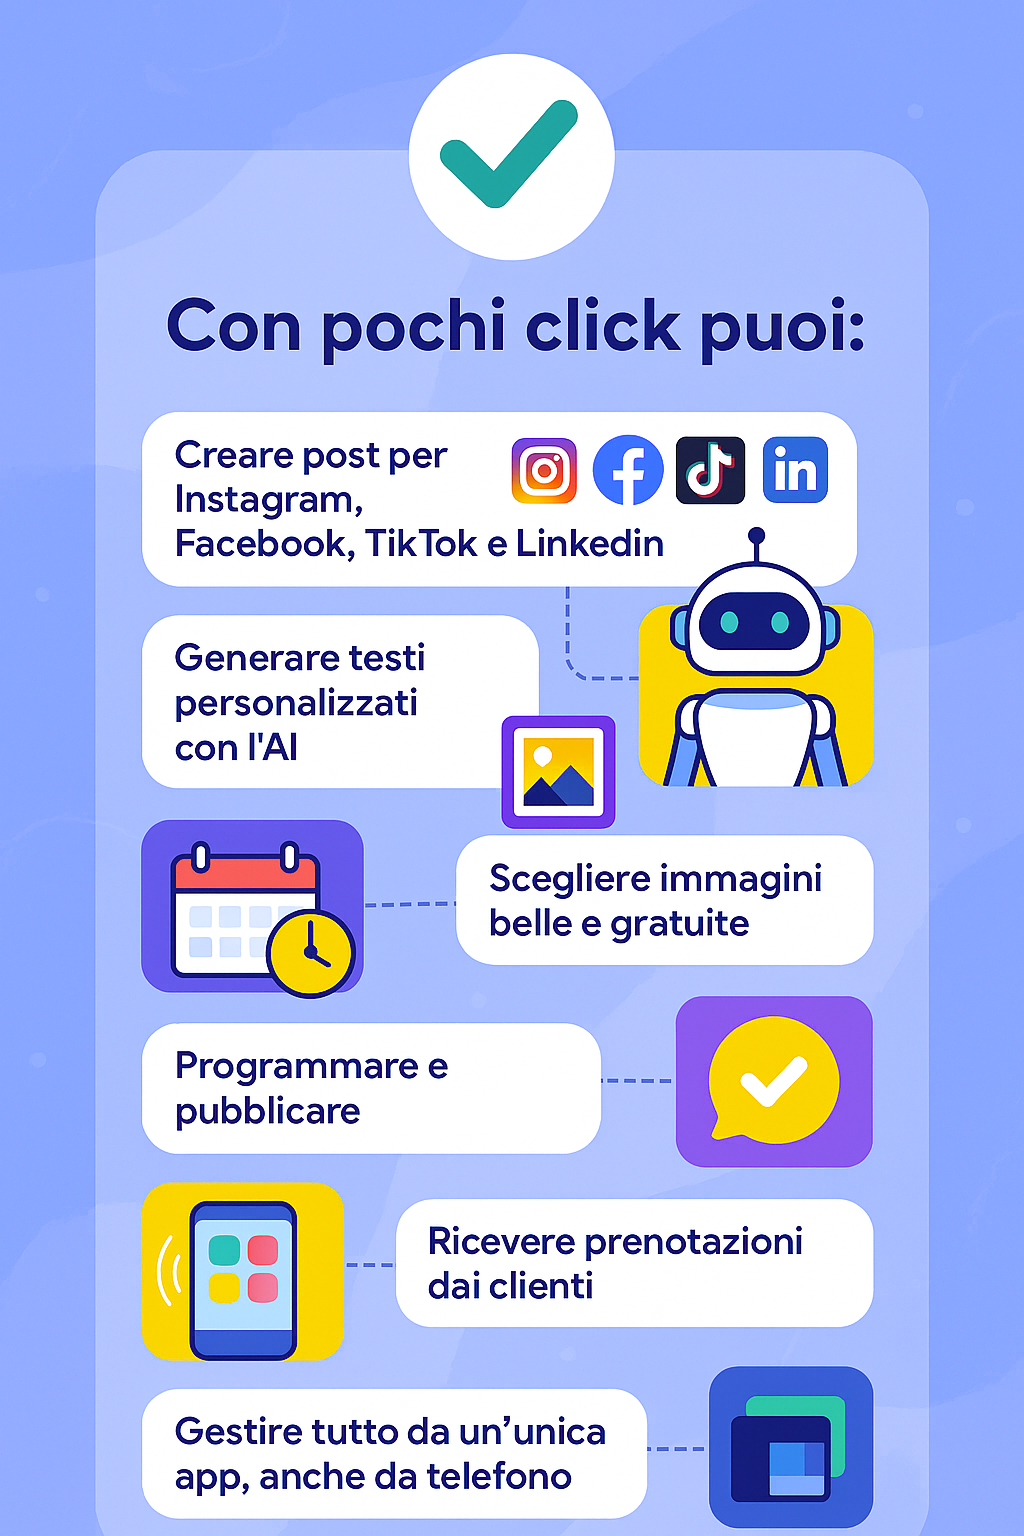 Con pochi click puoi:
Creare post per
Instagram,
Facebook, TikTok e Linkedin
in
Generare testi
personalizzati
con l'AI
Scegliere immagini
belle e gratuite
Programmare e
pubblicare
Ricevere prenotazioni
dai clienti
Gestire tutto da un’unica
app, anche da telefono